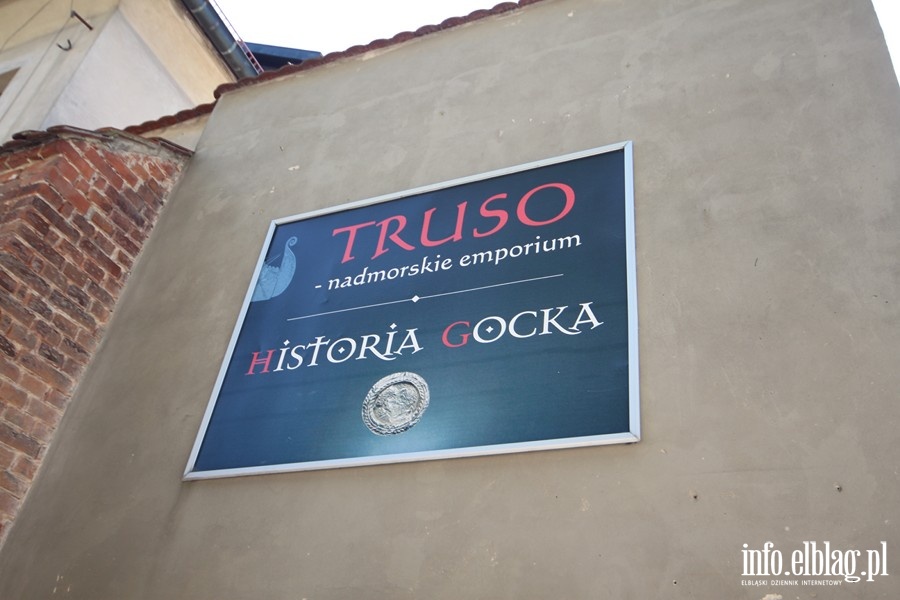 TRUSO
- nadmorskie emporium
HISTORIA GOCKA
info.elblag.pl
ELBLĄSKI DZIENNIK INTERNETOWY